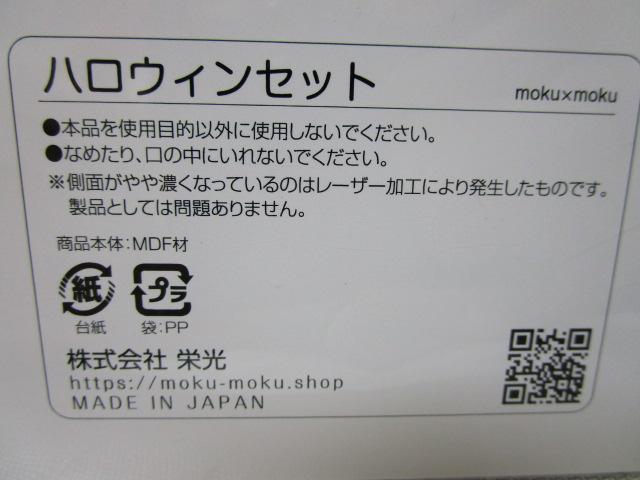 ハロウィンセット moku×moku
●本品を使用目的以外に使用しないでください。
●なめたり、口の中にいれないでください。
※側面がやや濃くなっているのはレーザー加工により発生したものです。
製品としては問題ありません。
商品本体:MDF材
紙 プラ
台紙 袋:PP
株式会社 栄光
https://moku-moku.shop
MADE IN JAPAN